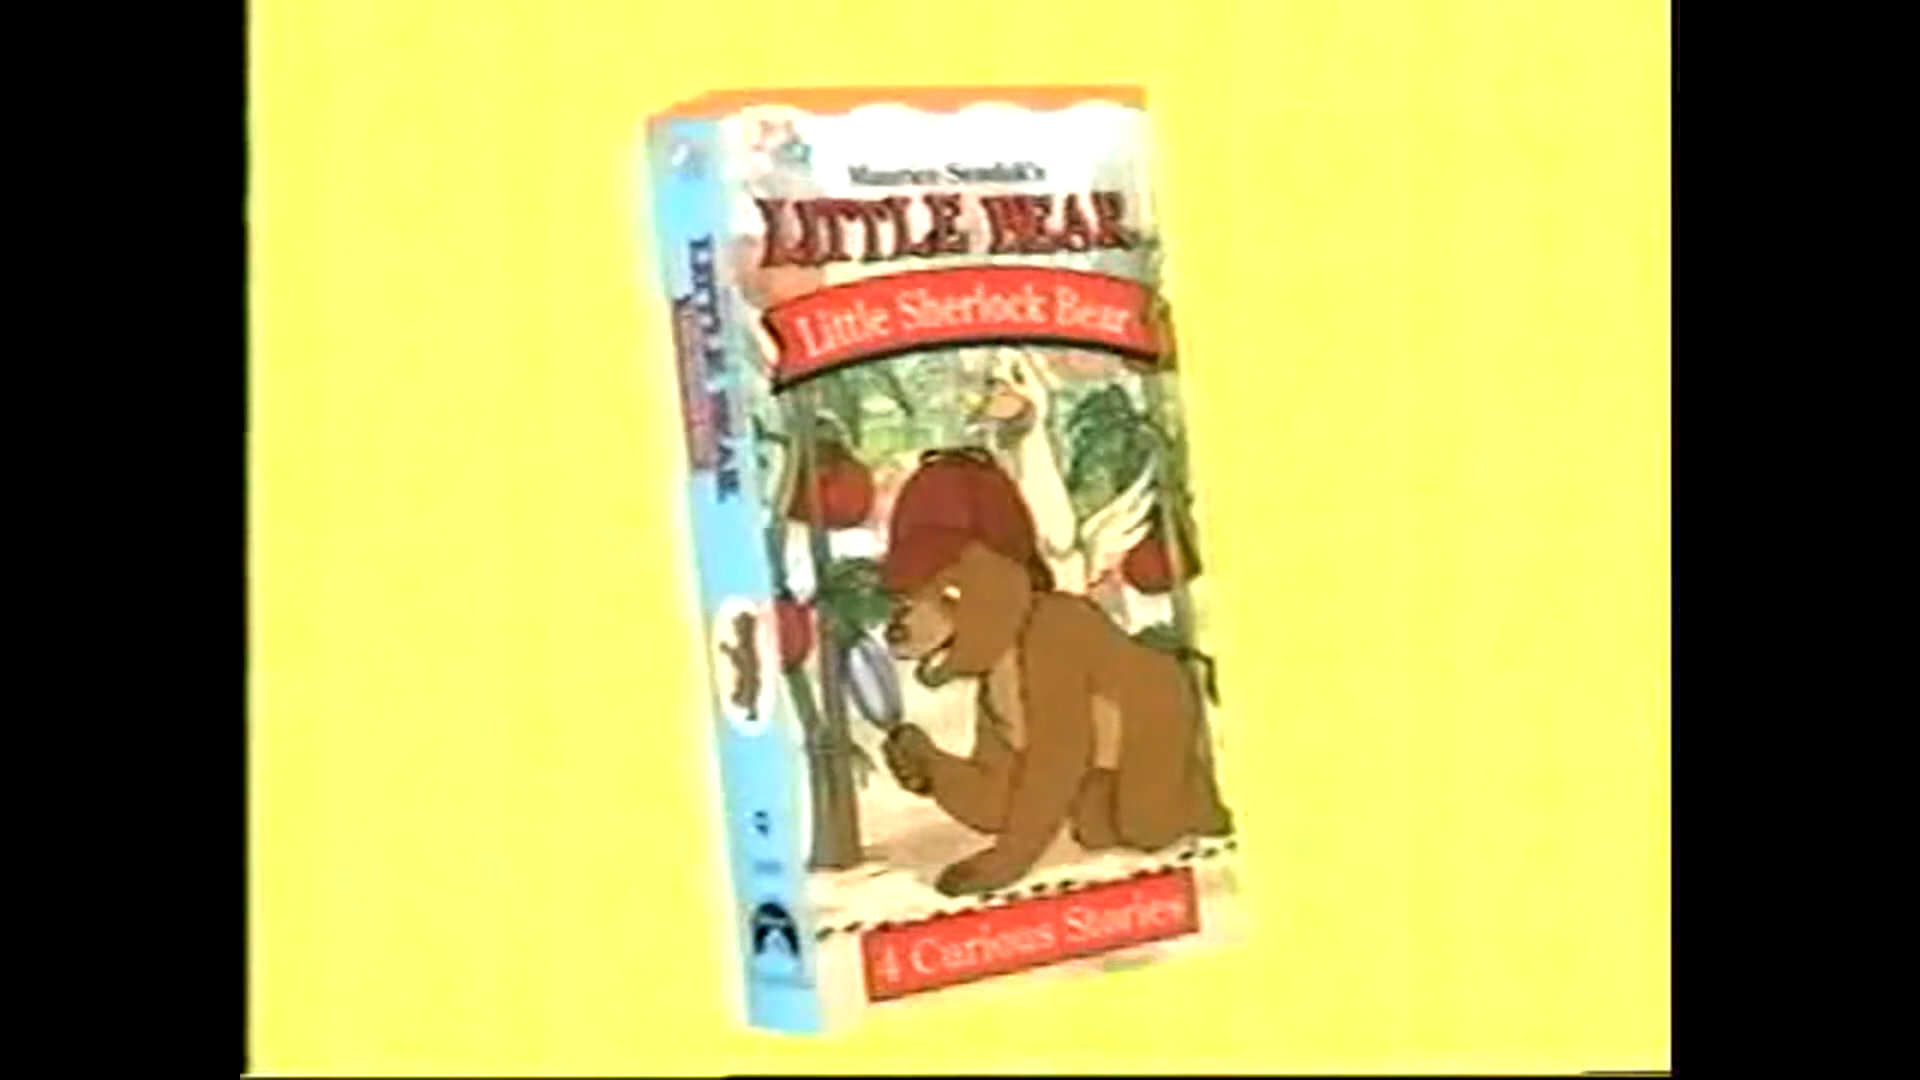 Maurice Sendak's
LITTLE BEAR
Little Sherlock Bear
4 Curious Stories
LITTLE BEAR